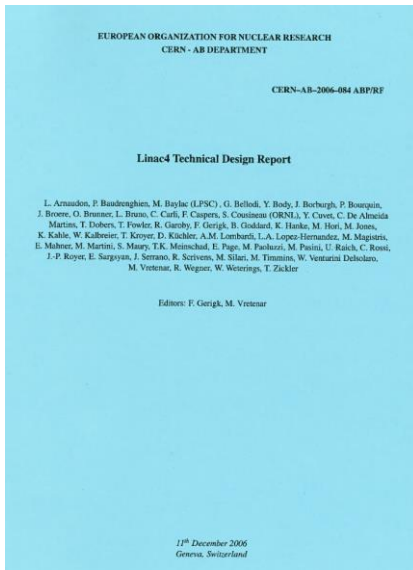 EUROPEAN ORGANIZATION FOR NUCLEAR RESEARCH
CERN - AB DEPARTMENT
CERN–AB–2006–084 ABP/RF
Linac4 Technical Design Report
L. Arnaudon, P. Baudrenghien, M. Baylac (LPSC) , G. Bellodi, Y. Body, J. Borburgh, P. Bourquin,
J. Broere, O. Brunner, L. Bruno, C. Carli, F. Caspers, S. Cousineau (ORNL), Y. Cuvet, C. De Almeida
Martins, T. Dobers, T. Fowler, R. Garoby, F. Gerigk, B. Goddard, K. Hanke, M. Hori, M. Jones,
K. Kahle, W. Kalbreier, T. Kroyer, D. Küchler, A.M. Lombardi, L.A. Lopez-Hernandez, M. Magistris,
E. Mahner, M. Martini, S. Maury, T.K. Meinschad, E. Page, M. Paoluzzi, M. Pasini, U. Raich, C. Rossi,
J.-P. Royer, E. Sargsyan, J. Serrano, R. Scrivens, M. Silari, M. Timmins, W. Venturini Delsolaro,
M. Vretenar, R. Wegner, W. Weterings, T. Zickler
Editors: F. Gerigk, M. Vretenar
11th December 2006
Geneva, Switzerland